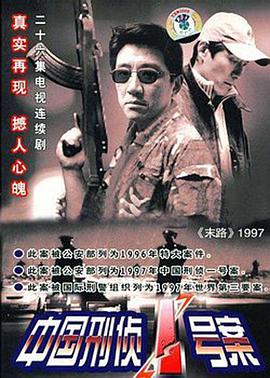 真实再现 撼人心魄
二十六集电视连续剧
《末路》1997
●此案被公安部列为1996年特大案件．
●此案被公安部列为1997年中国刑侦一号案．
●此案被国际刑警组织列为1997年世界第三要案．
中国刑侦1号案